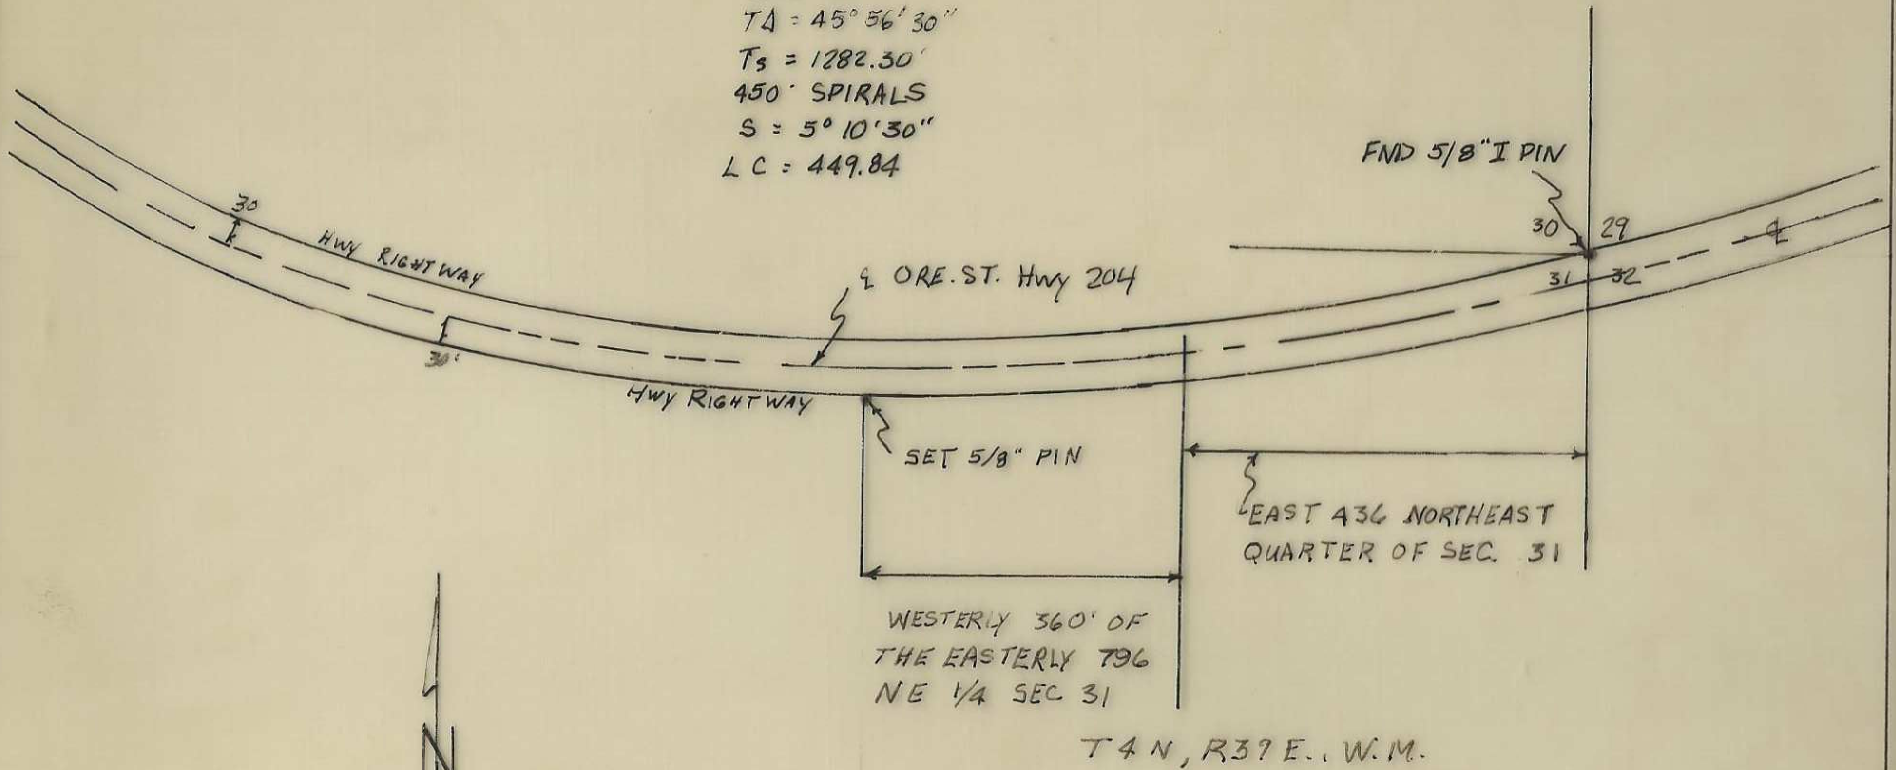 T∆ = 45° 56' 30"
Ts = 1282.30'
450' SPIRALS
S = 5° 10' 30"
L C = 449.84
FND 5/8" I PIN
30
30 29
HWY RIGHT WAY
℄
℄ ORE. ST. Hwy 204
31 32
30'
HWY RIGHT WAY
SET 5/8" PIN
EAST 436 NORTHEAST
QUARTER OF SEC. 31
WESTERLY 360' OF
THE EASTERLY 796
NE 1/4 SEC 31
N
T 4 N, R 37 E., W.M.